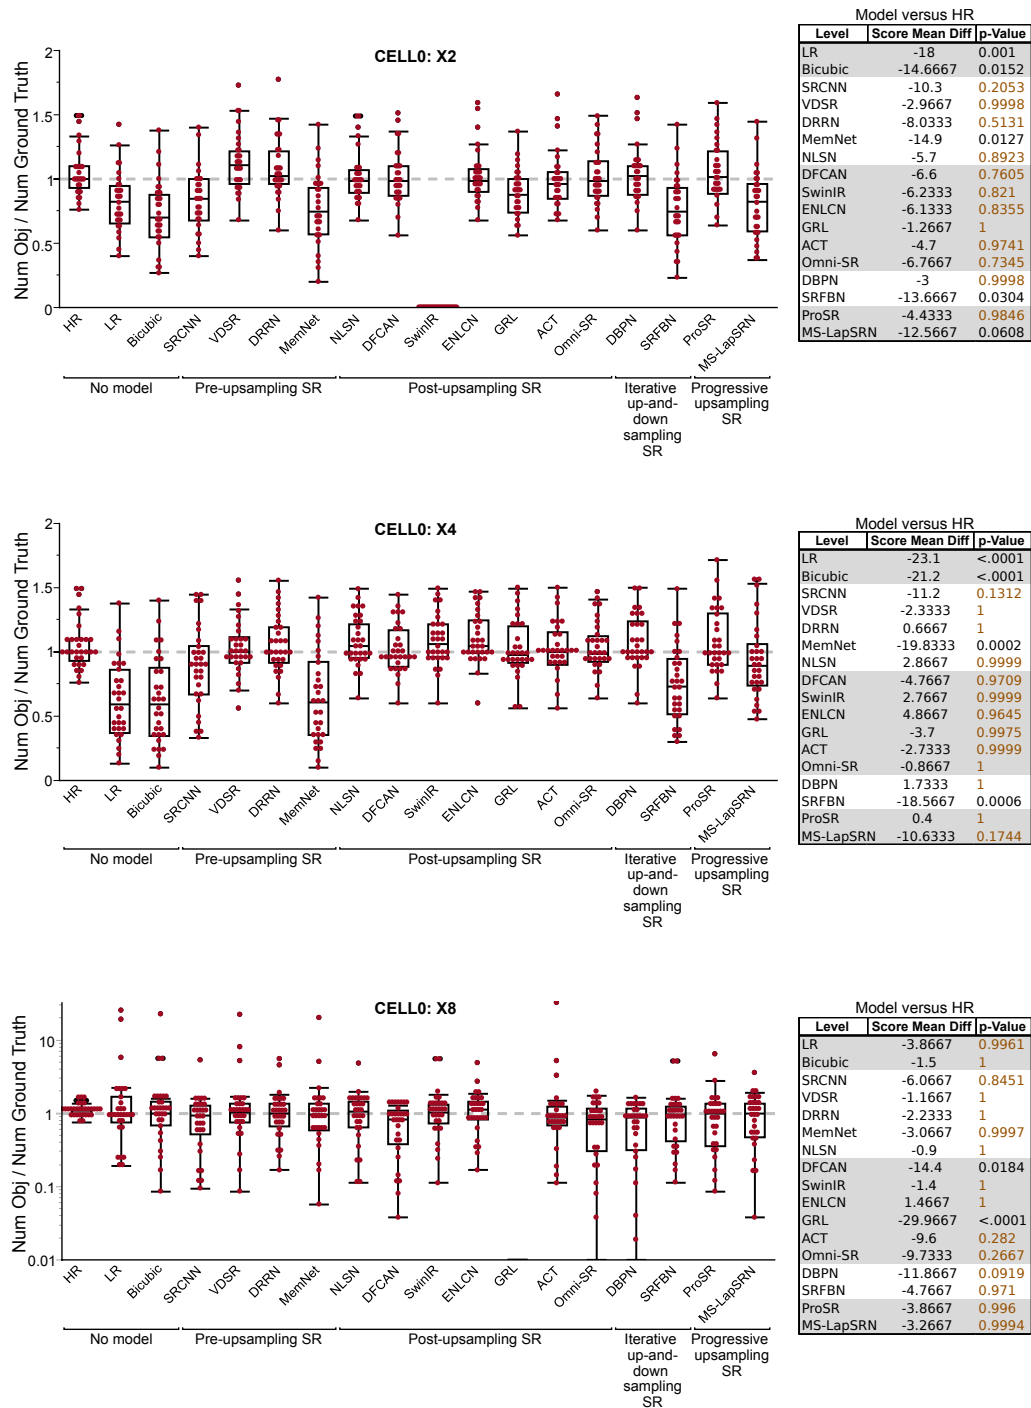 CELL0: X2
Num Obj / Num Ground Truth
2
1.5
1
0.5
0
HR
LR
Bicubic
SRCNN
VDSR
DRRN
MemNet
NLSN
DFCAN
SwinIR
ENLCN
GRL
ACT
Omni-SR
DBPN
SRFBN
ProSR
MS-LapSRN
No model
Pre-upsampling SR
Post-upsampling SR
Iterative
up-and-
down
sampling
SR
Progressive
upsampling
SR
Model versus HR
Level Score Mean Diff p-Value
LR -18 0.001
Bicubic -14.6667 0.0152
SRCNN -10.3 0.2053
VDSR -2.9667 0.9998
DRRN -8.0333 0.5131
MemNet -14.9 0.0127
NLSN -5.7 0.8923
DFCAN -6.6 0.7605
SwinIR -6.2333 0.821
ENLCN -6.1333 0.8355
GRL -1.2667 1
ACT -4.7 0.9741
Omni-SR -6.7667 0.7345
DBPN -3 0.9998
SRFBN -13.6667 0.0304
ProSR -4.4333 0.9846
MS-LapSRN -12.5667 0.0608
CELL0: X4
Num Obj / Num Ground Truth
2
1.5
1
0.5
0
HR
LR
Bicubic
SRCNN
VDSR
DRRN
MemNet
NLSN
DFCAN
SwinIR
ENLCN
GRL
ACT
Omni-SR
DBPN
SRFBN
ProSR
MS-LapSRN
No model
Pre-upsampling SR
Post-upsampling SR
Iterative
up-and-
down
sampling
SR
Progressive
upsampling
SR
Model versus HR
Level Score Mean Diff p-Value
LR -23.1 <.0001
Bicubic -21.2 <.0001
SRCNN -11.2 0.1312
VDSR -2.3333 1
DRRN 0.6667 1
MemNet -19.8333 0.0002
NLSN 2.8667 0.9999
DFCAN -4.7667 0.9709
SwinIR 2.7667 0.9999
ENLCN 4.8667 0.9645
GRL -3.7 0.9975
ACT -2.7333 0.9999
Omni-SR -0.8667 1
DBPN 1.7333 1
SRFBN -18.5667 0.0006
ProSR 0.4 1
MS-LapSRN -10.6333 0.1744
CELL0: X8
Num Obj / Num Ground Truth
10
1
0.1
0.01
HR
LR
Bicubic
SRCNN
VDSR
DRRN
MemNet
NLSN
DFCAN
SwinIR
ENLCN
GRL
ACT
Omni-SR
DBPN
SRFBN
ProSR
MS-LapSRN
No model
Pre-upsampling SR
Post-upsampling SR
Iterative
up-and-
down
sampling
SR
Progressive
upsampling
SR
Model versus HR
Level Score Mean Diff p-Value
LR -3.8667 0.9961
Bicubic -1.5 1
SRCNN -6.0667 0.8451
VDSR -1.1667 1
DRRN -2.2333 1
MemNet -3.0667 0.9997
NLSN -0.9 1
DFCAN -14.4 0.0184
SwinIR -1.4 1
ENLCN 1.4667 1
GRL -29.9667 <.0001
ACT -9.6 0.282
Omni-SR -9.7333 0.2667
DBPN -11.8667 0.0919
SRFBN -4.7667 0.971
ProSR -3.8667 0.996
MS-LapSRN -3.2667 0.9994